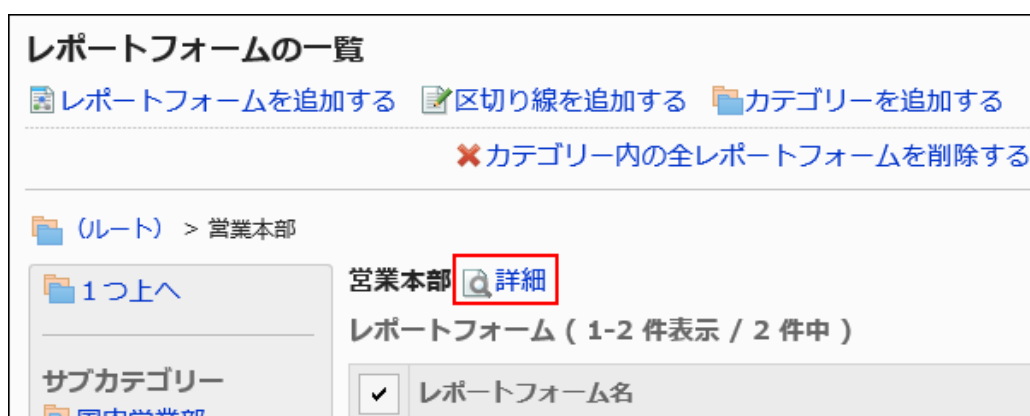 レポートフォームの一覧
レポートフォームを追加する 区切り線を追加する カテゴリーを追加する
カテゴリー内の全レポートフォームを削除する
（ルート） > 営業本部
1つ上へ
営業本部 詳細
レポートフォーム ( 1-2 件表示 / 2 件中 )
サブカテゴリー
レポートフォーム名
国内営業部